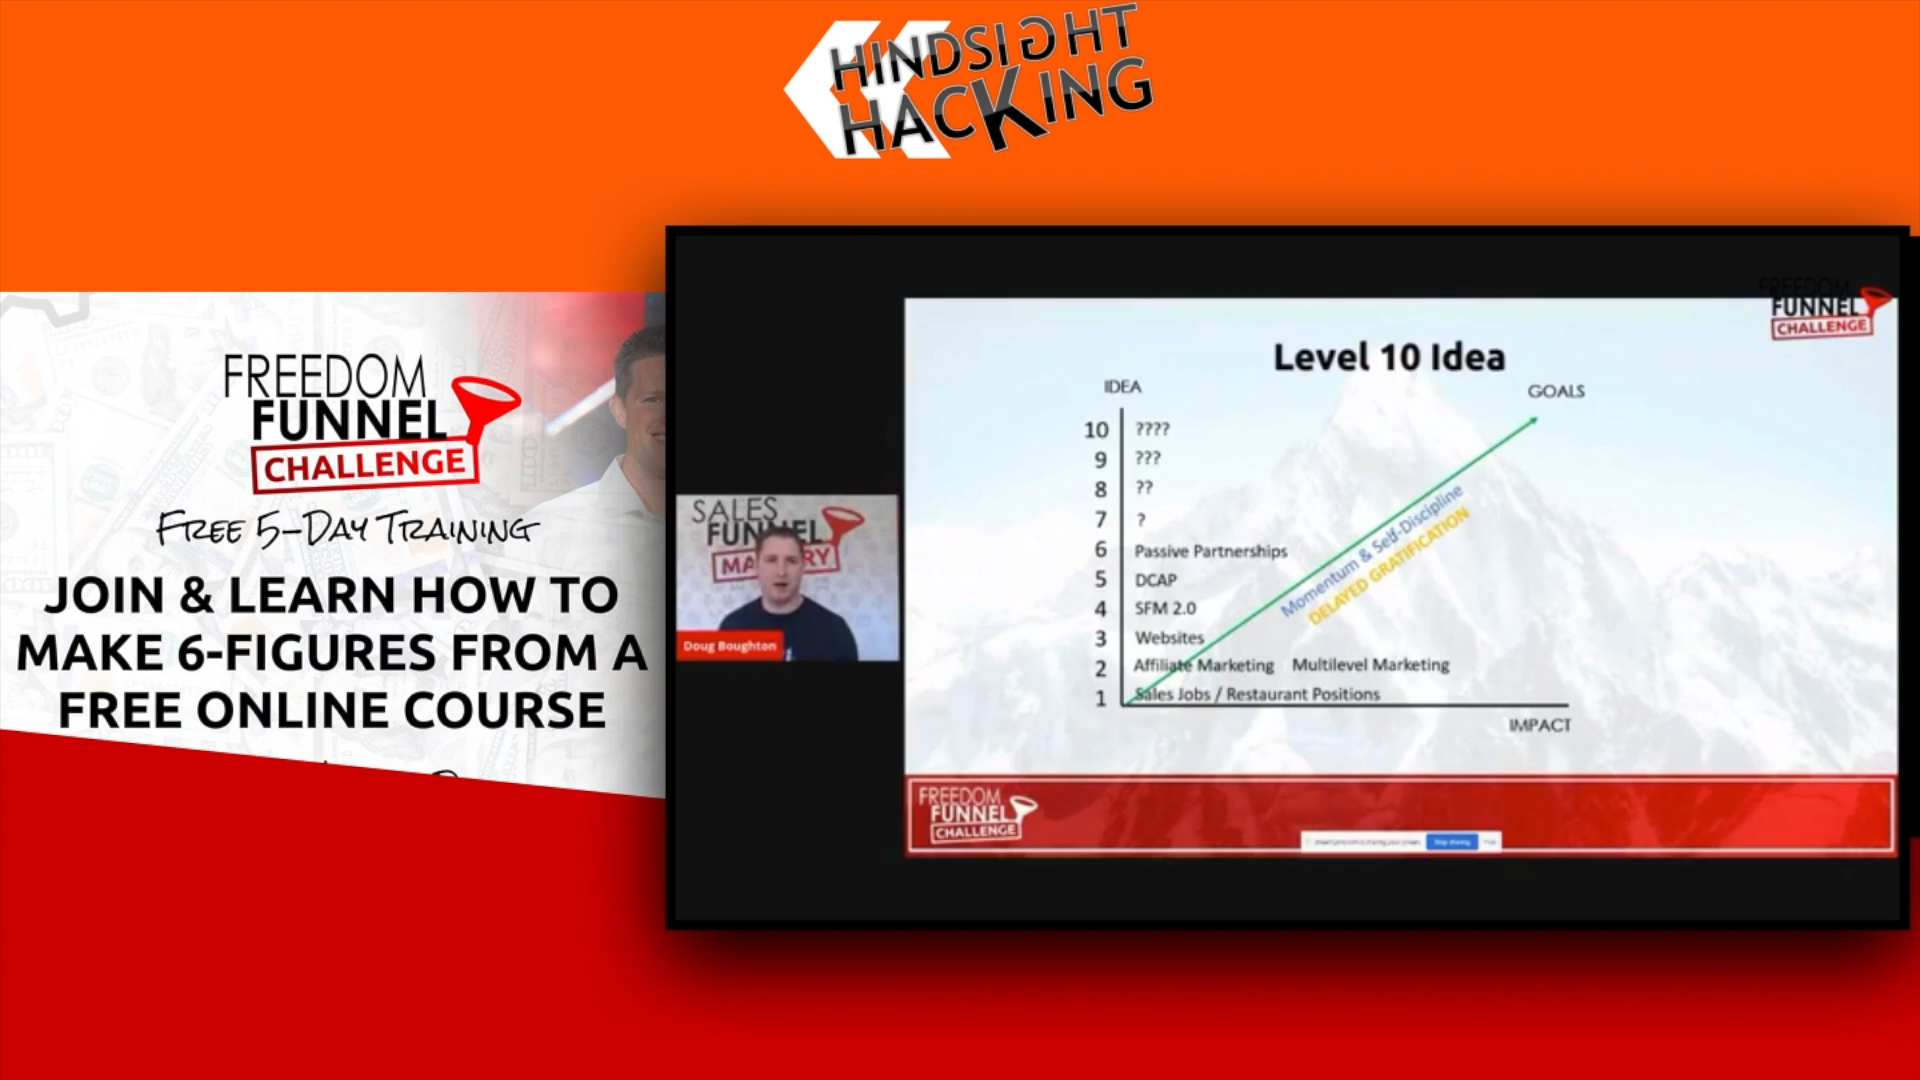 HINDSIGHT
HACKING
FREEDOM
FUNNEL
CHALLENGE
FREE 5-DAY TRAINING
JOIN & LEARN HOW TO
MAKE 6-FIGURES FROM A
FREE ONLINE COURSE
SALES
FUNNEL
Doug Boughton
FREEDOM
FUNNEL
CHALLENGE
Level 10 Idea
IDEA
GOALS
10 ????
9 ???
8 ??
7 ?
6 Passive Partnerships
5 DCAP
4 SFM 2.0
3 Websites
2 Affiliate Marketing Multilevel Marketing
1 Sales Jobs / Restaurant Positions
Momentum & Self-Discipline
DELAYED GRATIFICATION
IMPACT
FREEDOM
FUNNEL
CHALLENGE
Stop sharing